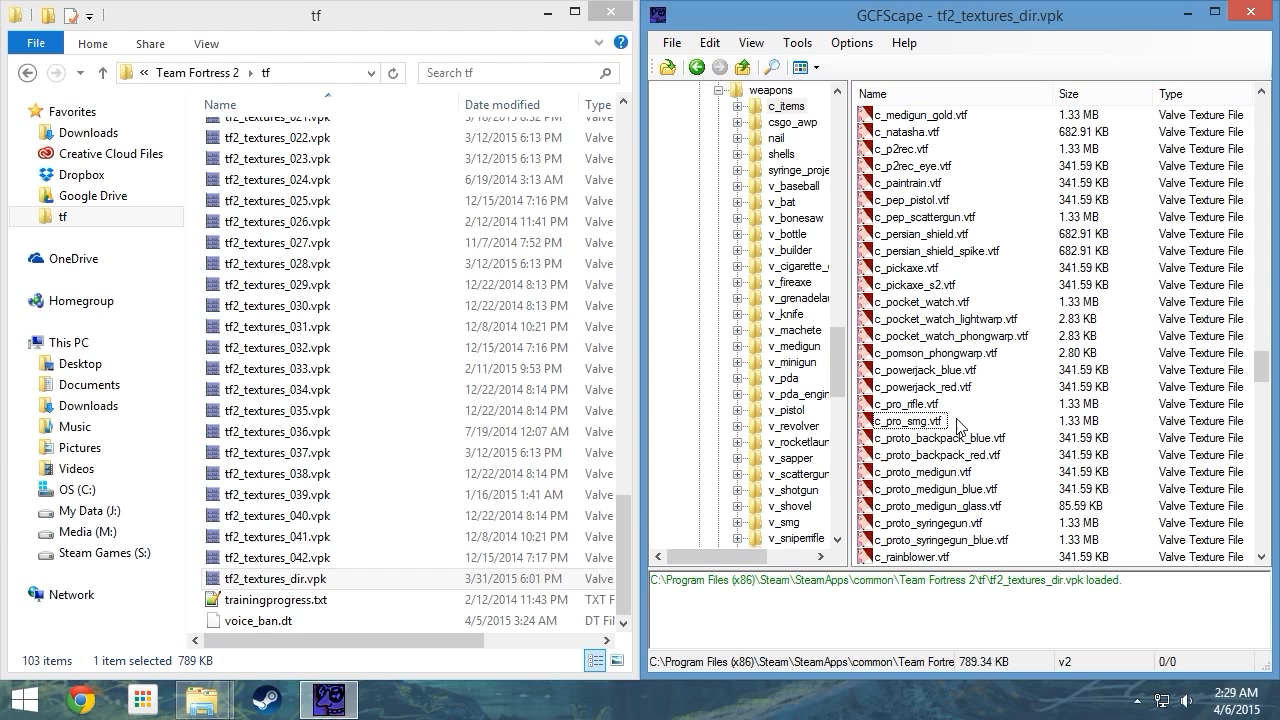 tf
File
Home
Share
View
« Team Fortress 2 tf
Search tf
Favorites
Downloads
Creative Cloud Files
Dropbox
Google Drive
tf
OneDrive
Homegroup
This PC
Desktop
Documents
Downloads
Music
Pictures
Videos
OS (C:)
My Data (J:)
Media (M:)
Steam Games (S:)
Network
Name Date modified Type
tf2_textures_021.vpk 3/16/2015 8:32 PM Valve
tf2_textures_022.vpk 3/12/2015 6:13 PM Valve
tf2_textures_023.vpk 3/12/2015 6:13 PM Valve
tf2_textures_024.vpk 6/19/2014 3:13 AM Valve
tf2_textures_025.vpk 12/15/2014 7:16 PM Valve
tf2_textures_026.vpk 2/12/2014 11:41 PM Valve
tf2_textures_027.vpk 11/7/2014 7:52 PM Valve
tf2_textures_028.vpk 3/12/2015 6:13 PM Valve
tf2_textures_029.vpk 12/22/2014 8:13 PM Valve
tf2_textures_030.vpk 12/22/2014 8:13 PM Valve
tf2_textures_031.vpk 12/8/2014 10:21 PM Valve
tf2_textures_032.vpk 12/15/2014 7:16 PM Valve
tf2_textures_033.vpk 2/11/2015 9:53 PM Valve
tf2_textures_034.vpk 12/22/2014 8:14 PM Valve
tf2_textures_035.vpk 12/22/2014 8:14 PM Valve
tf2_textures_036.vpk 7/19/2014 12:07 AM Valve
tf2_textures_037.vpk 3/12/2015 6:13 PM Valve
tf2_textures_038.vpk 12/22/2014 8:14 PM Valve
tf2_textures_039.vpk 1/16/2015 1:41 AM Valve
tf2_textures_040.vpk 12/22/2014 8:14 PM Valve
tf2_textures_041.vpk 12/8/2014 10:21 PM Valve
tf2_textures_042.vpk 12/15/2014 7:17 PM Valve
tf2_textures_dir.vpk 3/31/2015 6:01 PM Valve
trainingprogress.txt 2/12/2014 11:43 PM TXT F
voice_ban.dt 4/5/2015 3:24 AM DT Fil
103 items 1 item selected 789 KB
GCFScape - tf2_textures_dir.vpk
File Edit View Tools Options Help
weapons
c_items
csgo_awp
nail
shells
syringe_proje
v_baseball
v_bat
v_bonesaw
v_bottle
v_builder
v_cigarette_
v_fireaxe
v_grenadelau
v_knife
v_machete
v_medigun
v_minigun
v_pda
v_pda_engin
v_pistol
v_revolver
v_rocketlaun
v_sapper
v_scattergun
v_shotgun
v_shovel
v_smg
v_sniperrifle
Name Size Type
c_medigun_gold.vtf 1.33 MB Valve Texture File
c_natasha.vtf 682.91 KB Valve Texture File
c_p2rec.vtf 1.33 MB Valve Texture File
c_p2rec_eye.vtf 341.59 KB Valve Texture File
c_paintrain.vtf 341.59 KB Valve Texture File
c_pep_pistol.vtf 341.59 KB Valve Texture File
c_pep_scattergun.vtf 1.33 MB Valve Texture File
c_persian_shield.vtf 682.91 KB Valve Texture File
c_persian_shield_spike.vtf 682.91 KB Valve Texture File
c_pickaxe.vtf 341.59 KB Valve Texture File
c_pickaxe_s2.vtf 341.59 KB Valve Texture File
c_pocket_watch.vtf 1.33 MB Valve Texture File
c_pocket_watch_lightwarp.vtf 2.83 KB Valve Texture File
c_pocket_watch_phongwarp.vtf 2.83 KB Valve Texture File
c_pomson_phongwarp.vtf 2.80 KB Valve Texture File
c_powerjack_blue.vtf 341.59 KB Valve Texture File
c_powerjack_red.vtf 341.59 KB Valve Texture File
c_pro_rifle.vtf 1.33 MB Valve Texture File
c_pro_smg.vtf 1.33 MB Valve Texture File
c_proto_backpack_blue.vtf 341.59 KB Valve Texture File
c_proto_backpack_red.vtf 341.59 KB Valve Texture File
c_proto_medigun.vtf 341.59 KB Valve Texture File
c_proto_medigun_blue.vtf 341.59 KB Valve Texture File
c_proto_medigun_glass.vtf 85.59 KB Valve Texture File
c_proto_syringegun.vtf 1.33 MB Valve Texture File
c_proto_syringegun_blue.vtf 1.33 MB Valve Texture File
c_rainblower.vtf 341.59 KB Valve Texture File
C:\Program Files (x86)\Steam\SteamApps\common\Team Fortress 2\tf\tf2_textures_dir.vpk loaded.
C:\Program Files (x86)\Steam\SteamApps\common\Team Fortre 789.34 KB v2 0/0
2:29 AM
4/6/2015